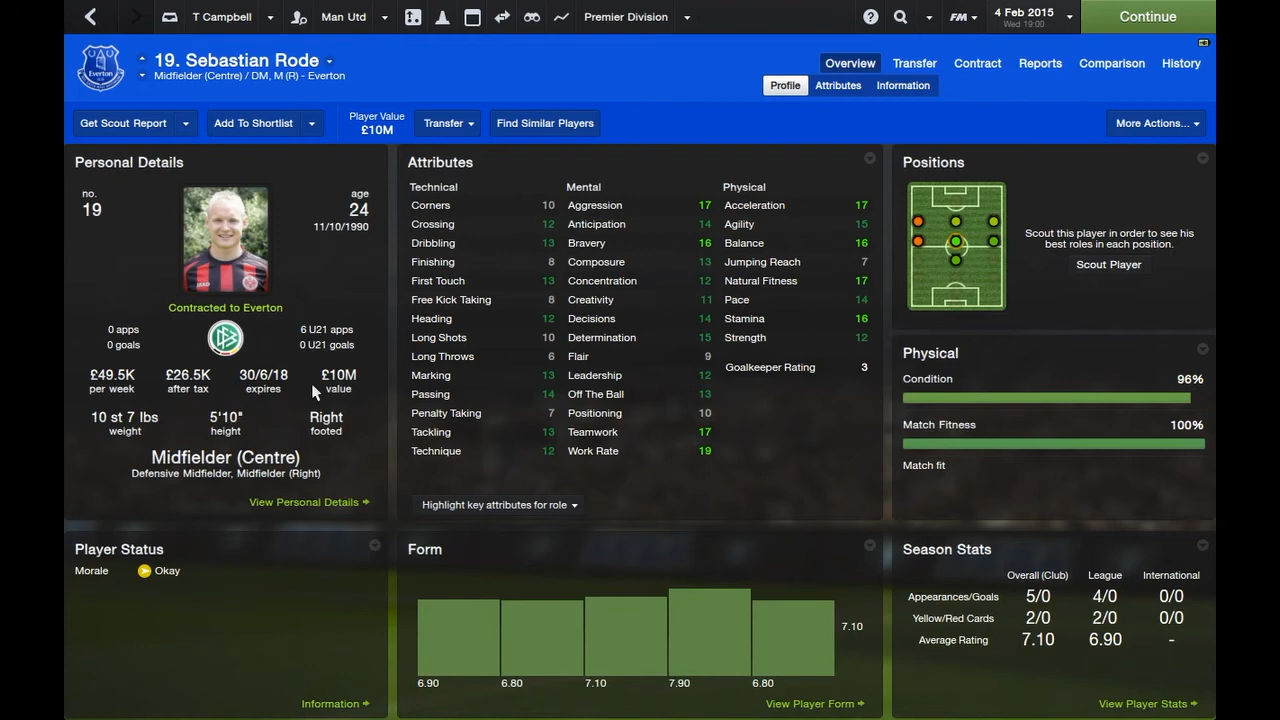 T Campbell
Man Utd
Premier Division
FM
4 Feb 2015
Wed 19:00
Continue
Everton
19. Sebastian Rode
Midfielder (Centre) / DM, M (R) - Everton
Overview Transfer Contract Reports Comparison History
Profile Attributes Information
Get Scout Report
Add To Shortlist
Player Value
£10M
Transfer
Find Similar Players
More Actions...
Personal Details
no.
19
age
24
11/10/1990
Contracted to Everton
0 apps
0 goals
6 U21 apps
0 U21 goals
£49.5K
per week
£26.5K
after tax
30/6/18
expires
£10M
value
10 st 7 lbs
weight
5'10"
height
Right
footed
Midfielder (Centre)
Defensive Midfielder, Midfielder (Right)
View Personal Details
Attributes
Technical
Corners 10
Crossing 12
Dribbling 13
Finishing 8
First Touch 13
Free Kick Taking 8
Heading 12
Long Shots 10
Long Throws 6
Marking 13
Passing 14
Penalty Taking 7
Tackling 13
Technique 12
Mental
Aggression 17
Anticipation 14
Bravery 16
Composure 13
Concentration 12
Creativity 11
Decisions 14
Determination 15
Flair 9
Leadership 12
Off The Ball 13
Positioning 10
Teamwork 17
Work Rate 19
Physical
Acceleration 17
Agility 15
Balance 16
Jumping Reach 7
Natural Fitness 17
Pace 14
Stamina 16
Strength 12
Goalkeeper Rating 3
Highlight key attributes for role
Positions
Scout this player in order to see his
best roles in each position.
Scout Player
Physical
Condition 96%
Match Fitness 100%
Match fit
Player Status
Morale Okay
Information
Form
7.10
6.90 6.80 7.10 7.90 6.80
View Player Form
Season Stats
Overall (Club) League International
Appearances/Goals 5/0 4/0 0/0
Yellow/Red Cards 2/0 2/0 0/0
Average Rating 7.10 6.90 -
View Player Stats